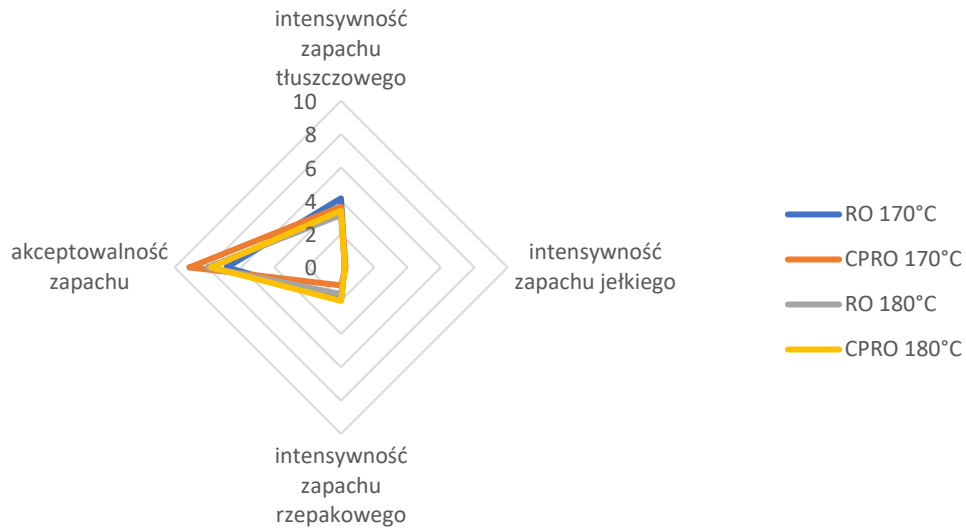 intensywność
zapachu
tłuszczowego
10
8
6
4
2
0
akceptowalność
zapachu
intensywność
zapachu jełkiego
intensywność
zapachu
rzepakowego
RO 170°C
CPRO 170°C
RO 180°C
CPRO 180°C